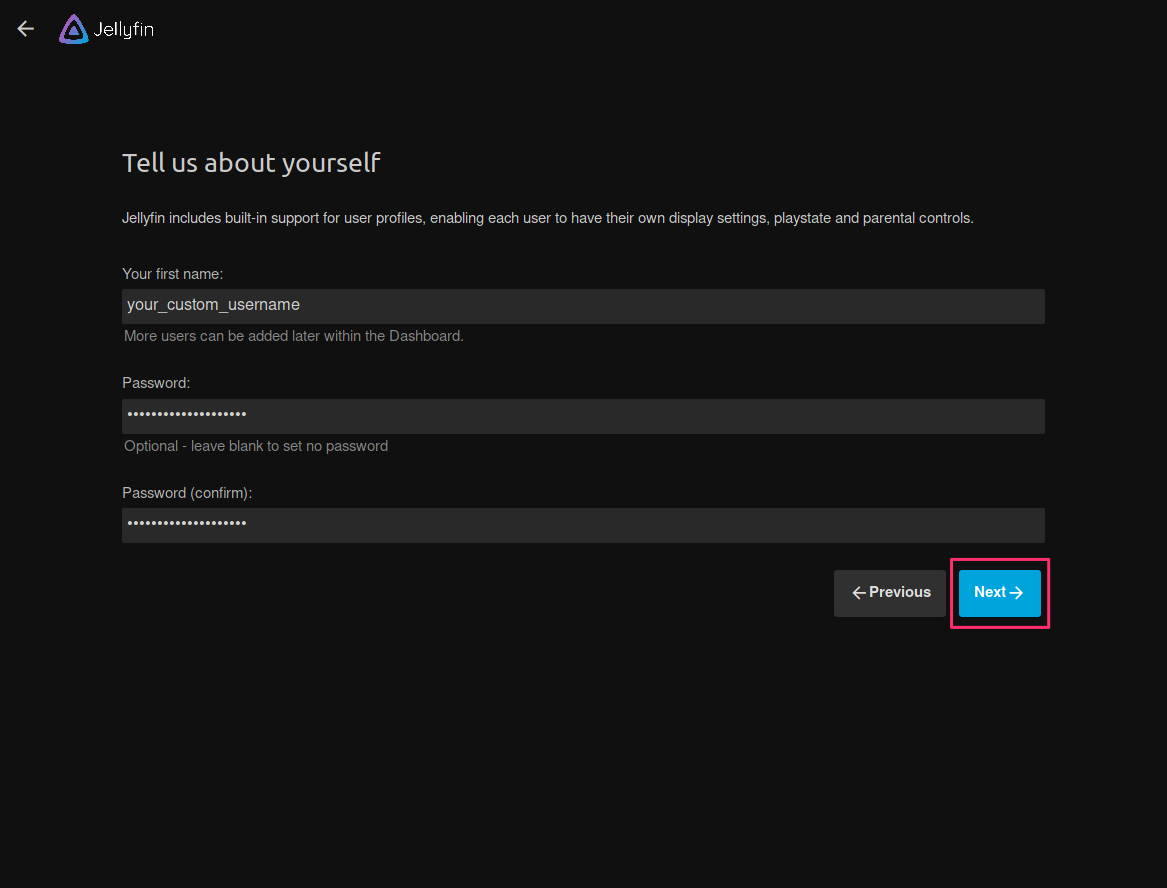 Jellyfin
Tell us about yourself
Jellyfin includes built-in support for user profiles, enabling each user to have their own display settings, playstate and parental controls.
Your first name:
your_custom_username
More users can be added later within the Dashboard.
Password:
••••••••••••••••••••
Optional - leave blank to set no password
Password (confirm):
••••••••••••••••••••
Previous
Next